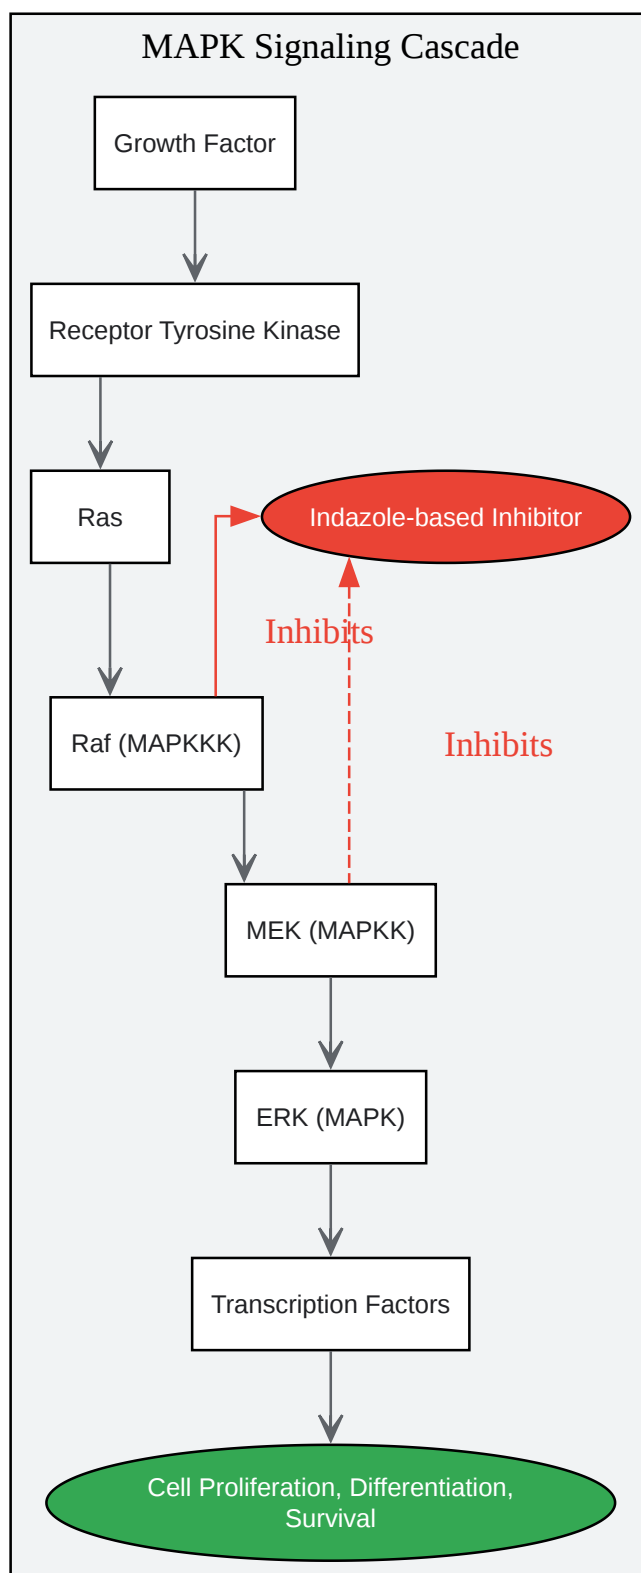 MAPK Signaling Cascade
Growth Factor
Receptor Tyrosine Kinase
Ras
Indazole-based Inhibitor
Inhibits
Raf (MAPKKK)
Inhibits
MEK (MAPKK)
ERK (MAPK)
Transcription Factors
Cell Proliferation, Differentiation,
Survival